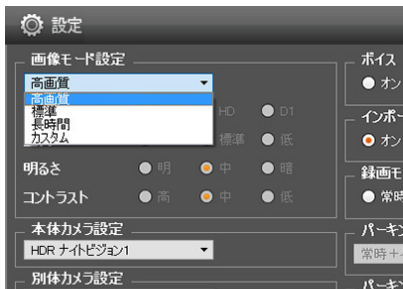 設定
画像モード設定
高画質
高画質
標準
長時間
カスタム
HD D1
標準 低
明るさ 明 中 暗
コントラスト 高 中 低
本体カメラ設定
HDR ナイトビジョン1
別体カメラ設定
ボイス
オン
インポー
オン
録画モ
常時
パーキン
常時+
パーキン